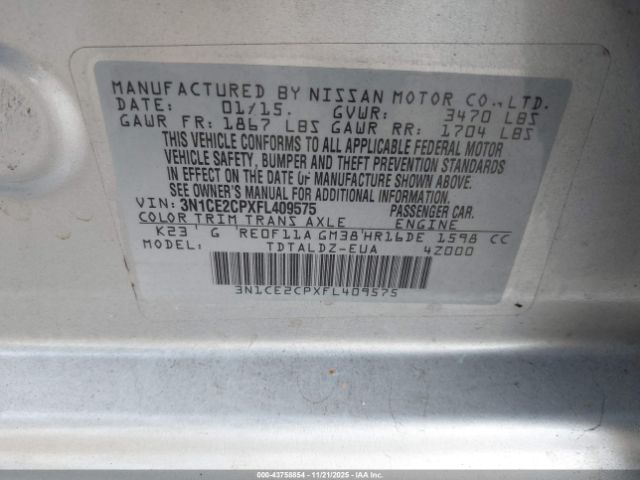 MANUFACTURED BY NISSAN MOTOR CO.,LTD.
DATE: 01/15. GVWR: 3470 LBS
GAWR FR: 1867 LBS GAWR RR: 1704 LBS
THIS VEHICLE CONFORMS TO ALL APPLICABLE FEDERAL MOTOR
VEHICLE SAFETY, BUMPER AND THEFT PREVENTION STANDARDS
IN EFFECT ON THE DATE OF MANUFACTURE SHOWN ABOVE.
SEE OWNER'S MANUAL FOR ADDITIONAL INFORMATION.
VIN: 3N1CE2CPXFL409575 PASSENGER CAR.
COLOR TRIM TRANS AXLE ENGINE
K23' G 'RE0F11A GM38'HR16DE 1598 CC
MODEL: TDTALDZ-EUA 4Z000
3N1CE2CPXFL409575
000-43758854 - 11/21/2025 - IAAI, Inc.